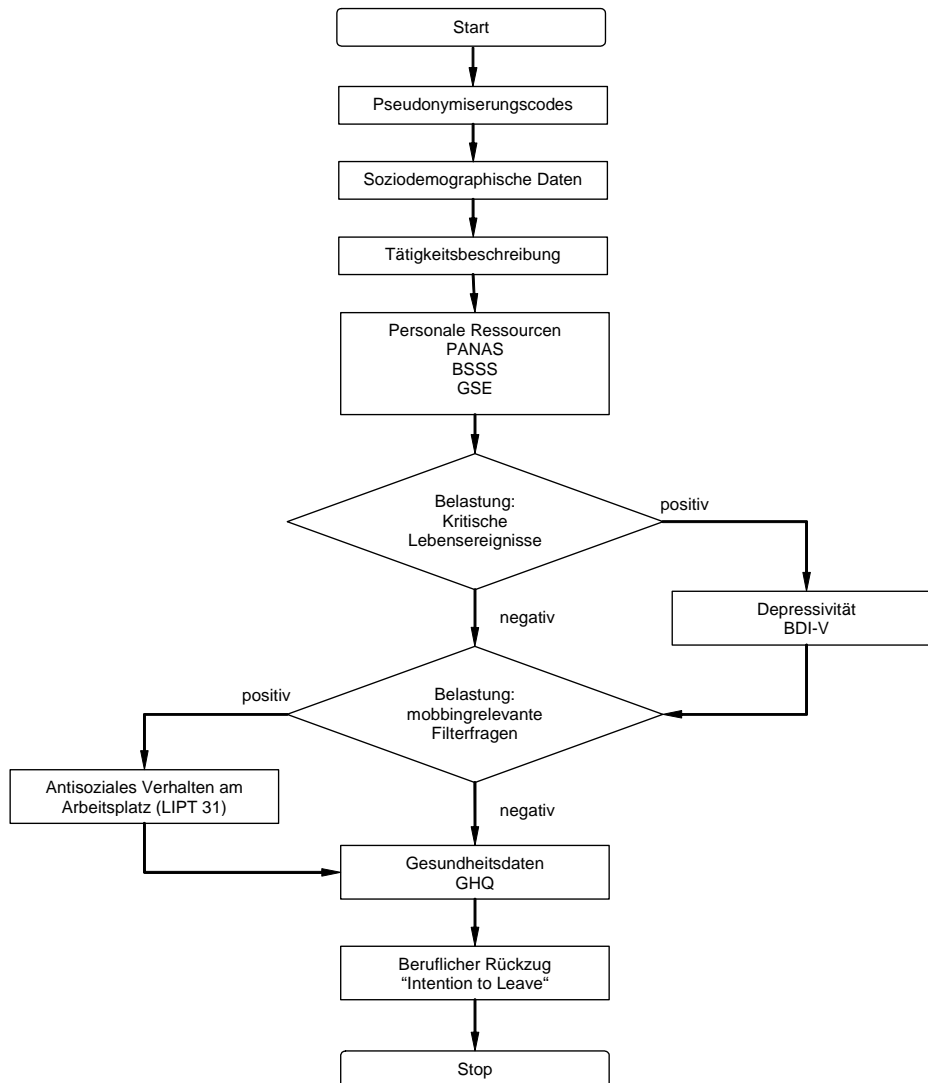 Start
Pseudonymiserungscodes
Soziodemographische Daten
Tätigkeitsbeschreibung
Personale Ressourcen
PANAS
BSSS
GSE
Belastung:
Kritische
Lebensereignisse
positiv
negativ
Depressivität
BDI-V
positiv
Belastung:
mobbingrelevante
Filterfragen
Antisoziales Verhalten am
Arbeitsplatz (LIPT 31)
negativ
Gesundheitsdaten
GHQ
Beruflicher Rückzug
“Intention to Leave“
Stop